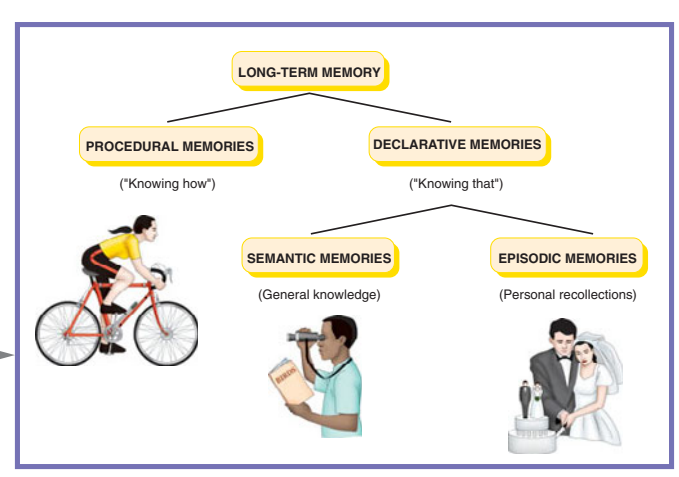 LONG-TERM MEMORY
PROCEDURAL MEMORIES
DECLARATIVE MEMORIES
("Knowing how")
("Knowing that")
SEMANTIC MEMORIES
EPISODIC MEMORIES
(General knowledge)
(Personal recollections)
BIRDS